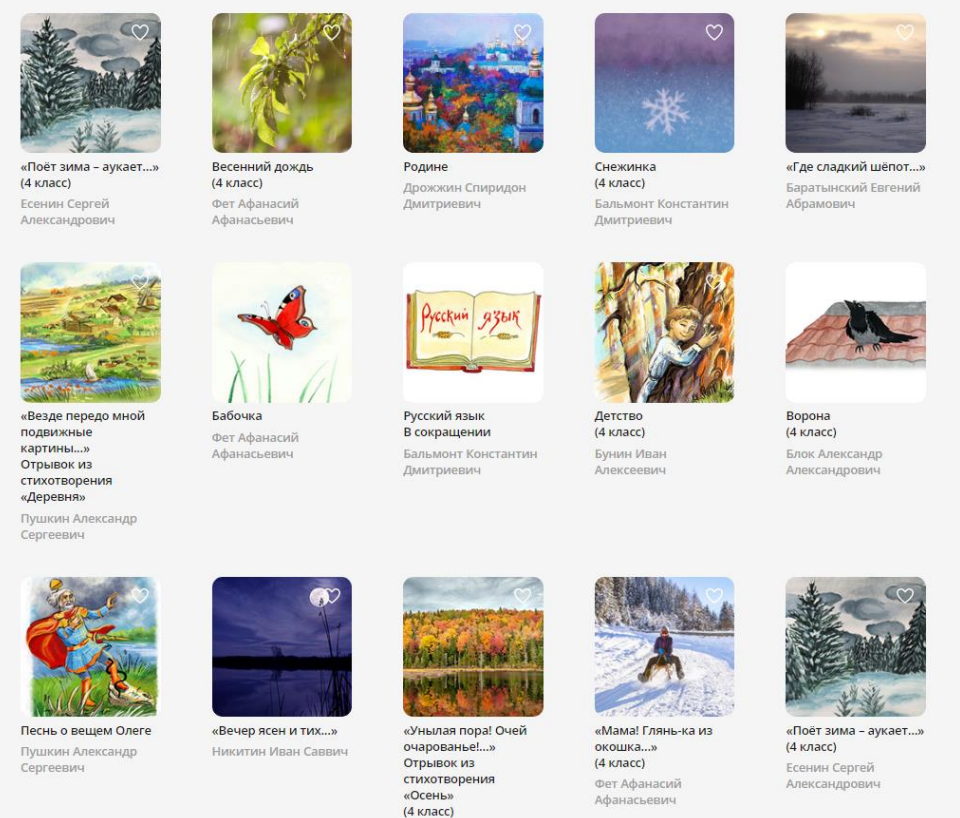 «Поёт зима – аукает...»
(4 класс)
Есенин Сергей
Александрович
Весенний дождь
(4 класс)
Фет Афанасий
Афанасьевич
Родине
Дрожжин Спиридон
Дмитриевич
Снежинка
(4 класс)
Бальмонт Константин
Дмитриевич
«Где сладкий шёпот...»
Баратынский Евгений
Абрамович
«Везде передо мной
подвижные
картины...»
Отрывок из
стихотворения
«Деревня»
Пушкин Александр
Сергеевич
Бабочка
Фет Афанасий
Афанасьевич
Русский язык
Русский язык
В сокращении
Бальмонт Константин
Дмитриевич
Детство
(4 класс)
Бунин Иван
Алексеевич
Ворона
(4 класс)
Блок Александр
Александрович
Песнь о вещем Олеге
Пушкин Александр
Сергеевич
«Вечер ясен и тих...»
Никитин Иван Саввич
«Унылая пора! Очей
очарованье!...»
Отрывок из
стихотворения
«Осень»
(4 класс)
«Мама! Глянь-ка из
окошка...»
(4 класс)
Фет Афанасий
Афанасьевич
«Поёт зима – аукает...»
(4 класс)
Есенин Сергей
Александрович